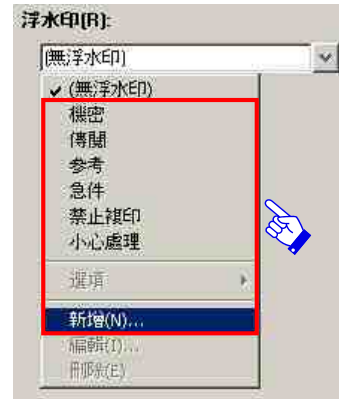 浮水印(R):
(無浮水印)
(無浮水印)
機密
傳閱
參考
急件
禁止複印
小心處理
選項
新增(N)...
編輯(I)...
刪除(E)